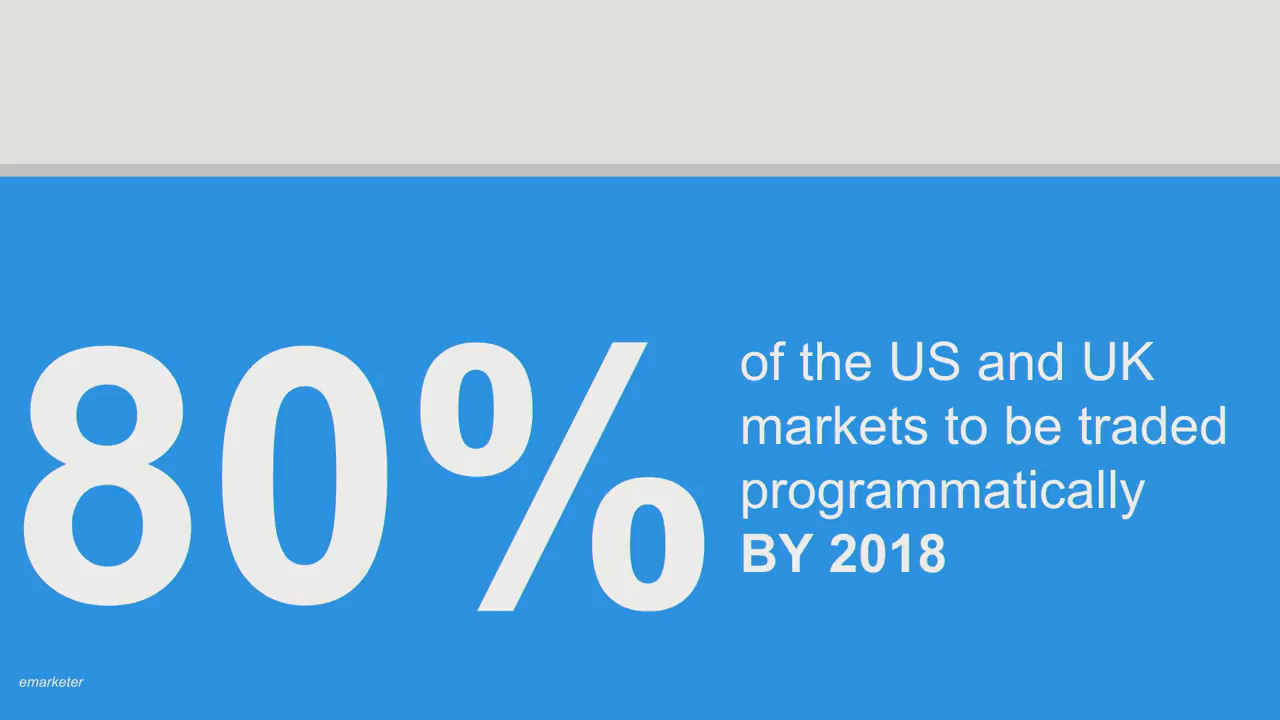 80%
of the US and UK
markets to be traded
programmatically
BY 2018
emarketer